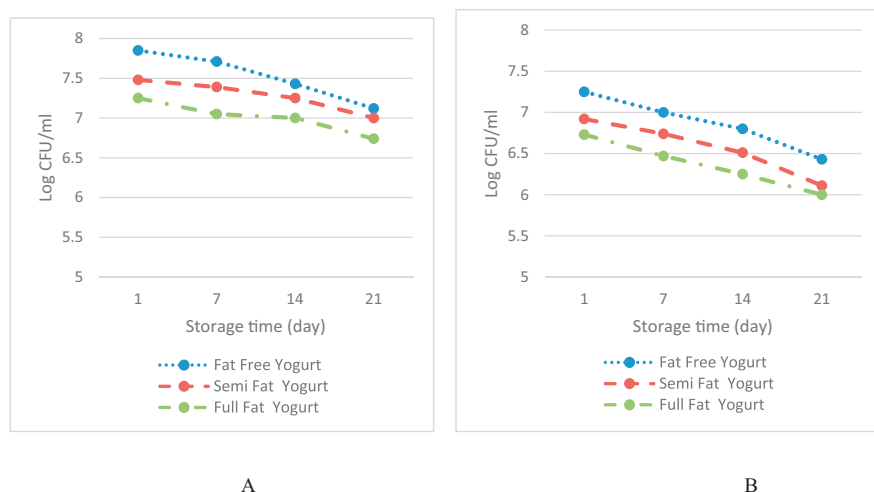 8
7.5
7
6.5
6
5.5
5
Log CFU/ml
1 7 14 21
Storage time (day)
Fat Free Yogurt
Semi Fat Yogurt
Full Fat Yogurt
A
8
7.5
7
6.5
6
5.5
5
Log CFU/ml
1 7 14 21
Storage time (day)
Fat Free Yogurt
Semi Fat Yogurt
Full Fat Yogurt
B